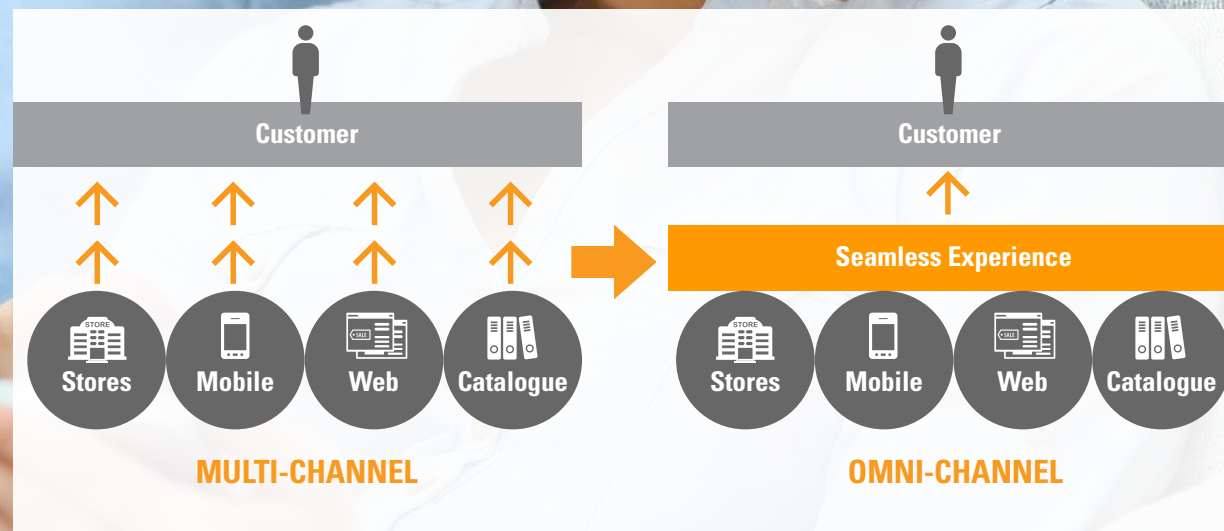 Customer
STORE
SALE
Stores
Mobile
Web
Catalogue
MULTI-CHANNEL
Customer
Seamless Experience
STORE
SALE
Stores
Mobile
Web
Catalogue
OMNI-CHANNEL